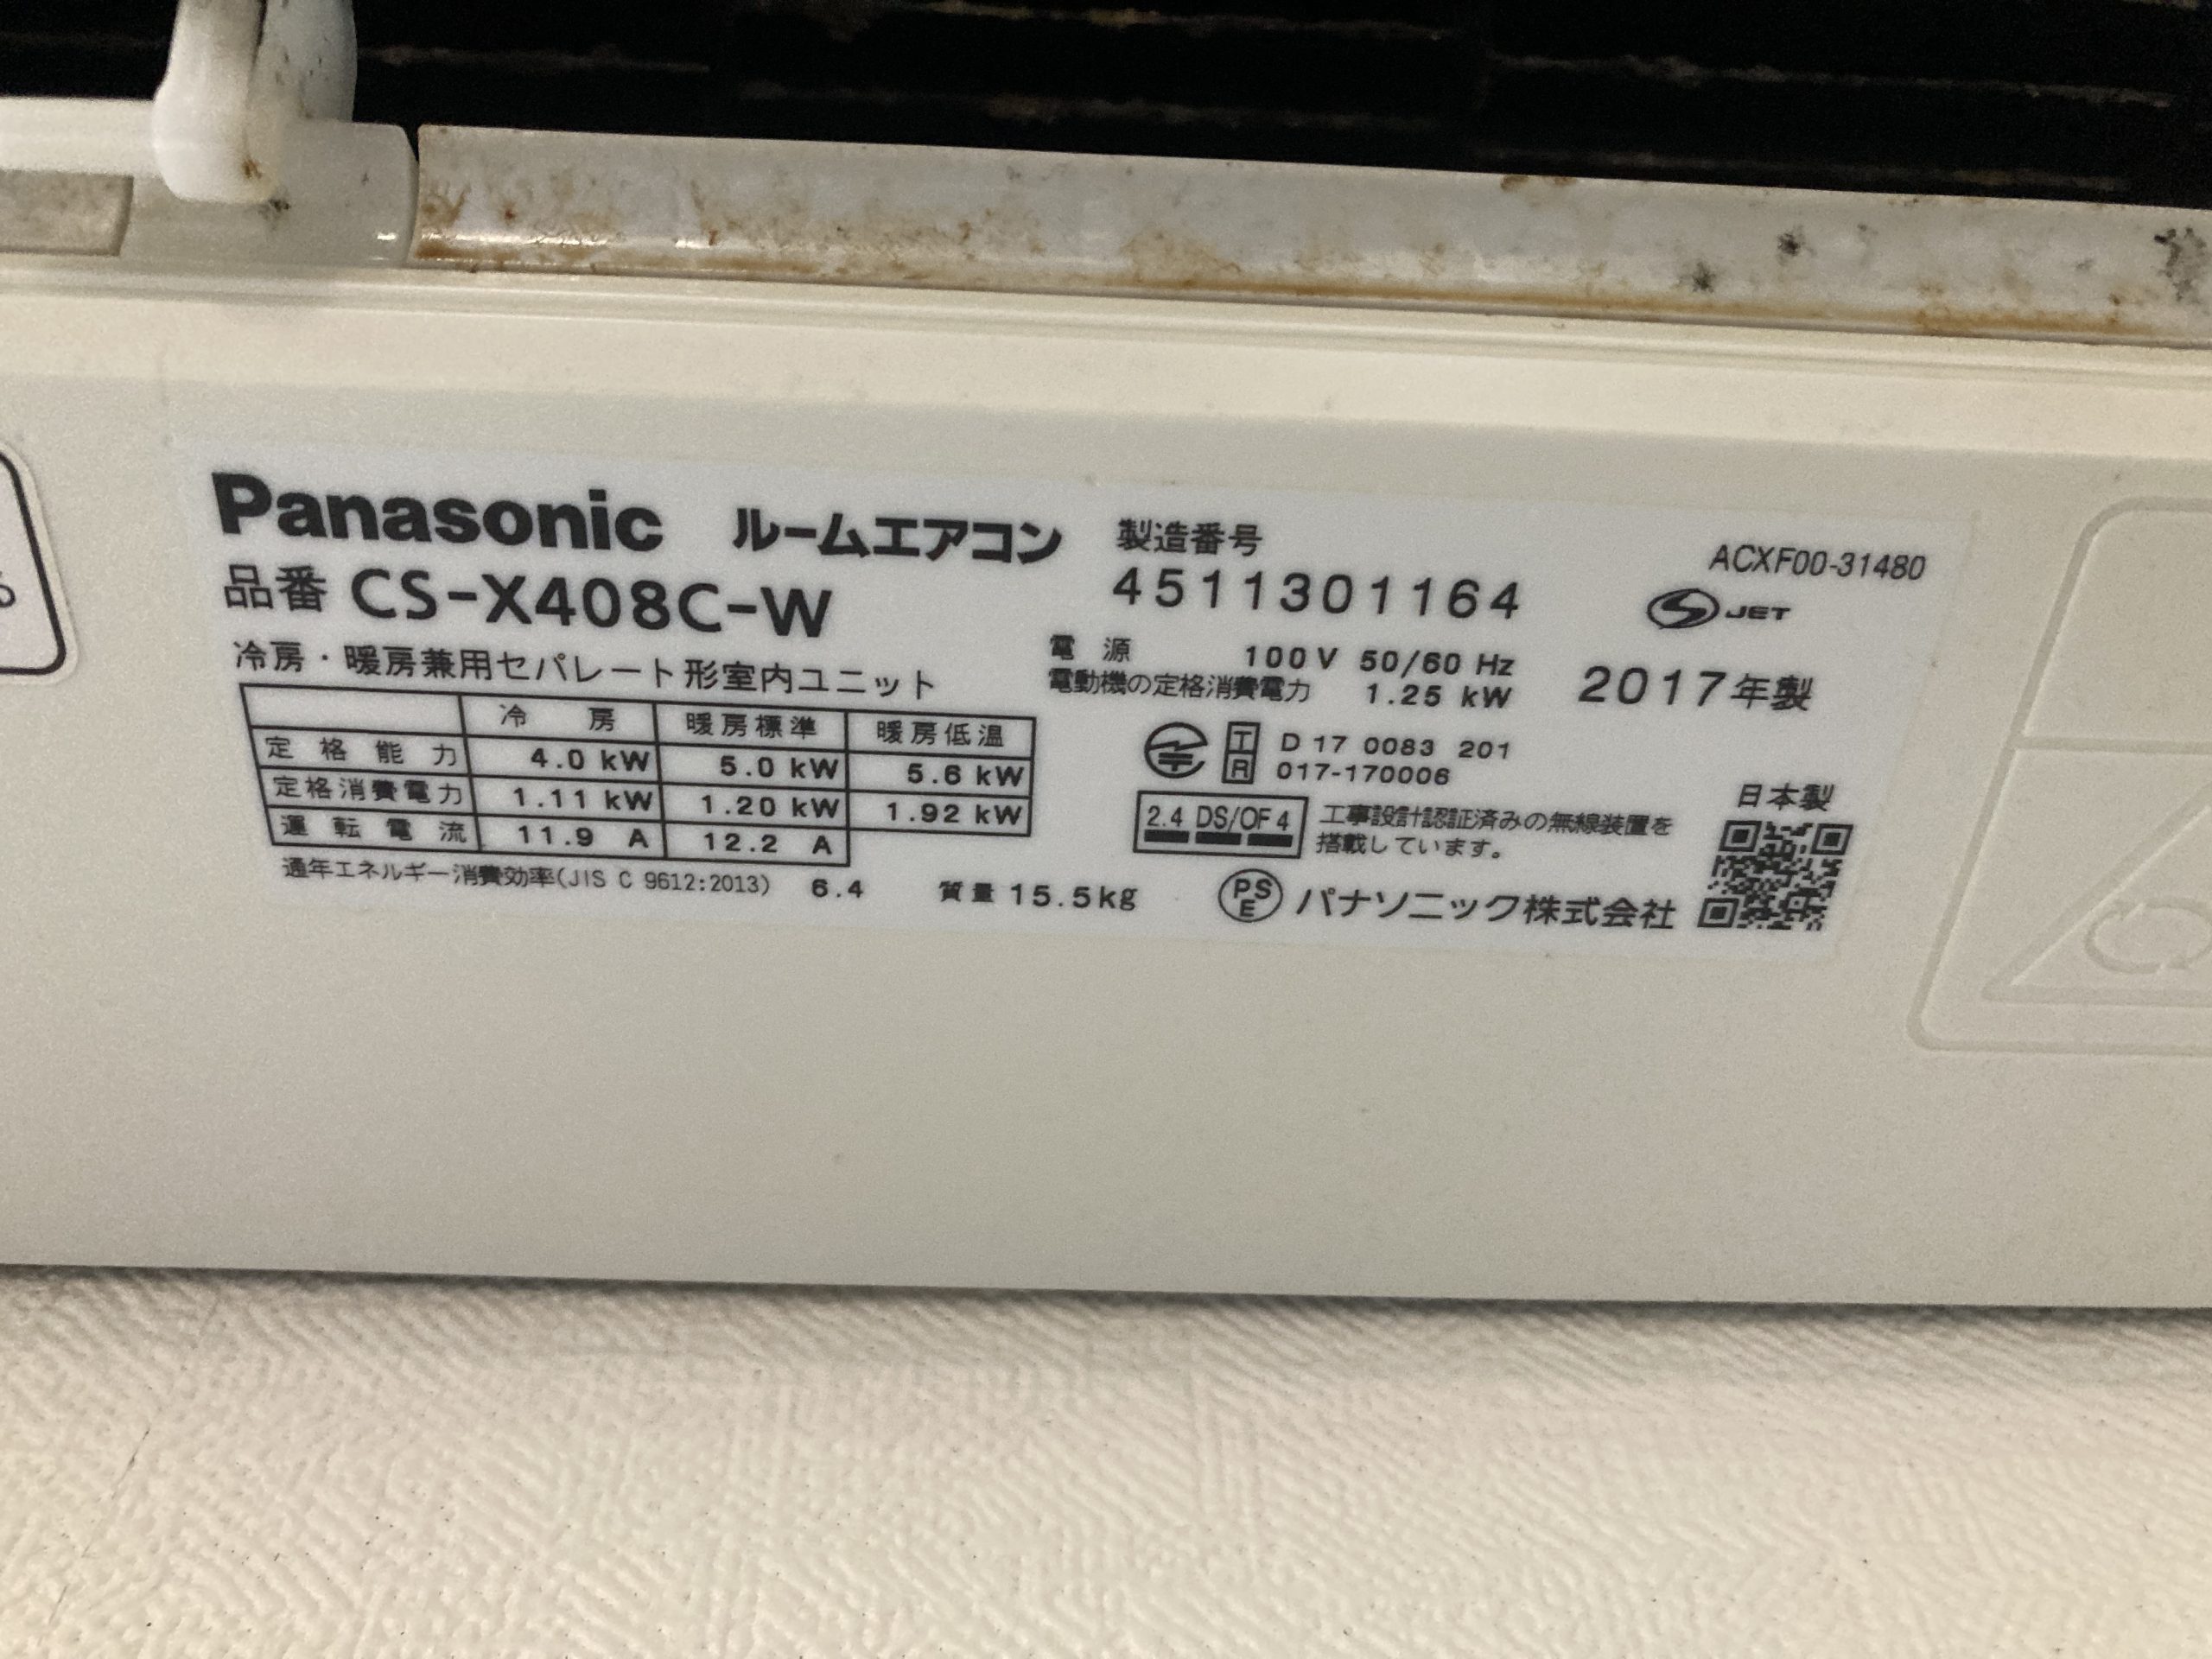 Panasonic ルームエアコン
品番 CS-X408C-W
冷房・暖房兼用セパレート形室内ユニット
冷房 暖房標準 暖房低温
定格能力 4.0 kW 5.0 kW 5.6 kW
定格消費電力 1.11 kW 1.20 kW 1.92 kW
運転電流 11.9 A 12.2 A
通年エネルギー消費効率(JIS C 9612:2013) 6.4 質量 15.5kg
製造番号
4511301164
ACXF00-31480
S JET
電源 100V 50/60 Hz
電動機の定格消費電力 1.25 kW
2017年製
T D 17 0083 201
R 017-170006
2.4 DS/OF 4 工事設計認証済みの無線装置を
搭載しています。
日本製
PSE パナソニック株式会社